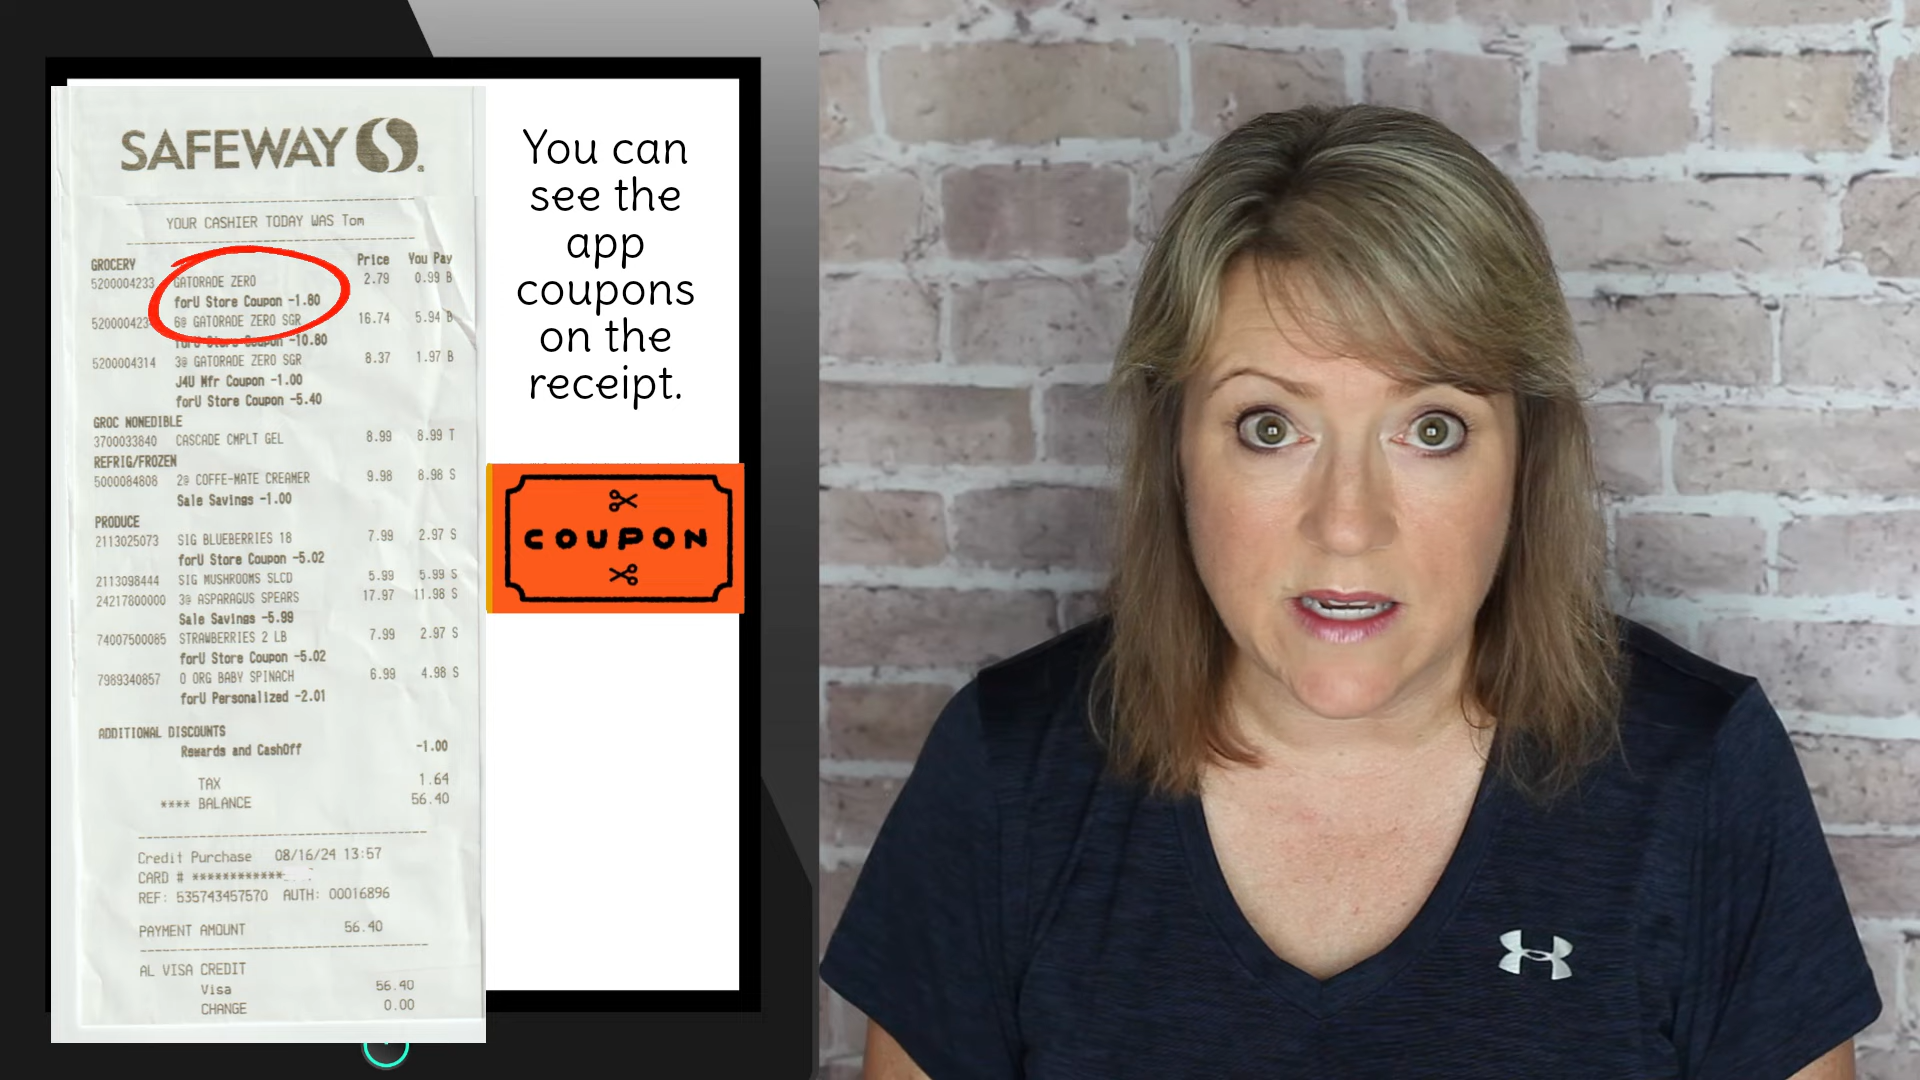 SAFEWAY
YOUR CASHIER TODAY WAS Tom
GROCERY Price You Pay
5200004233 GATORADE ZERO 2.79 0.99 B
forU Store Coupon -1.80
520000423 6@ GATORADE ZERO SGR 16.74 5.94 B
forU Store Coupon -10.80
5200004314 3@ GATORADE ZERO SGR 8.37 1.97 B
J4U Mfr Coupon -1.00
forU Store Coupon -5.40
GROC NONEDIBLE
3700033840 CASCADE CMPLT GEL 8.99 8.99 T
REFRIG/FROZEN
5000084808 2@ COFFE-MATE CREAMER 9.98 8.98 S
Sale Savings -1.00
PRODUCE
2113025073 SIG BLUEBERRIES 18 7.99 2.97 S
forU Store Coupon -5.02
2113098444 SIG MUSHROOMS SLCD 5.99 5.99 S
24217800000 3@ ASPARAGUS SPEARS 17.97 11.98 S
Sale Savings -5.99
74007500085 STRAWBERRIES 2 LB 7.99 2.97 S
forU Store Coupon -5.02
7989340857 O ORG BABY SPINACH 6.99 4.98 S
forU Personalized -2.01
ADDITIONAL DISCOUNTS
Rewards and CashOff -1.00
TAX 1.64
**** BALANCE 56.40
Credit Purchase 08/16/24 13:57
CARD # ************
REF: 535743457570 AUTH: 00016896
PAYMENT AMOUNT 56.40
AL VISA CREDIT
Visa 56.40
CHANGE 0.00
You can
see the
app
coupons
on the
receipt.
COUPON